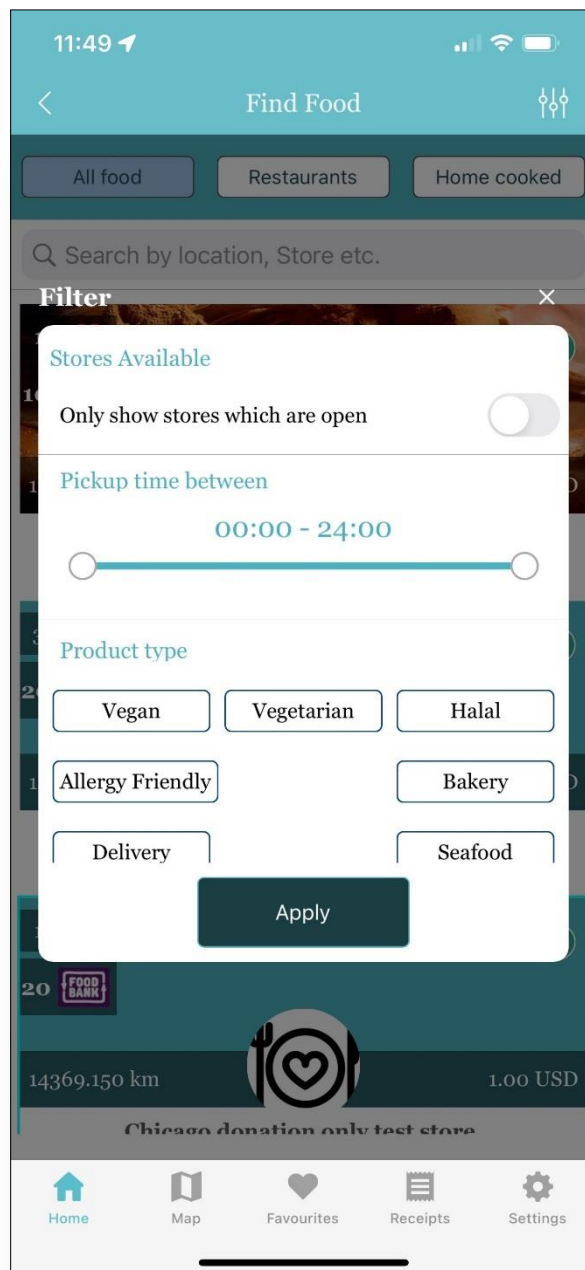 11:49
Find Food
All food Restaurants Home cooked
Search by location, Store etc.
Filter
Stores Available
Only show stores which are open
Pickup time between
00:00 - 24:00
Product type
Vegan Vegetarian Halal
Allergy Friendly Bakery
Delivery Seafood
Apply
20 FOOD BANK
14369.150 km 1.00 USD
Chicago donation only test store
Home Map Favourites Receipts Settings